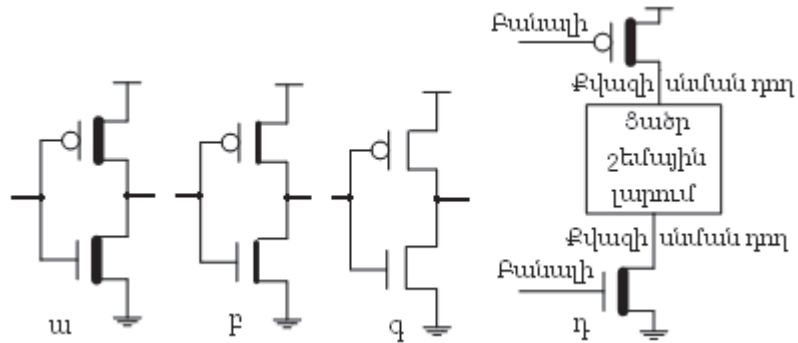 Բանալի
Քվազի սնման դող
Ցածր
շեմային
լարում
Քվազի սնման դող
Բանալի
ա
բ
գ
դ